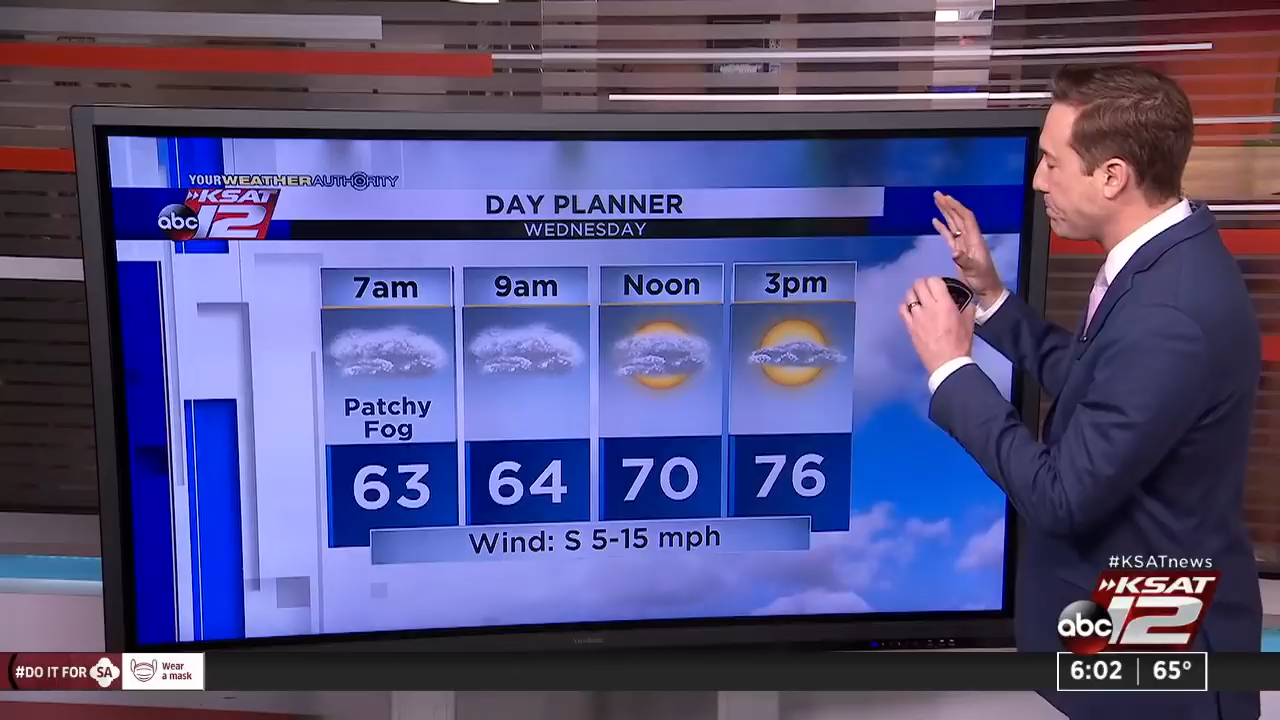 YOURWEATHERAUTHORITY
KSAT
abc 12
DAY PLANNER
WEDNESDAY
7am
9am
Noon
3pm
Patchy
Fog
63
64
70
76
Wind: S 5-15 mph
#KSATnews
KSAT
abc 12
#DO IT FOR SA
Wear
a mask
6:02 65°